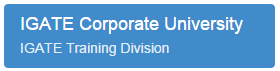 IGATE Corporate University
IGATE Training Division